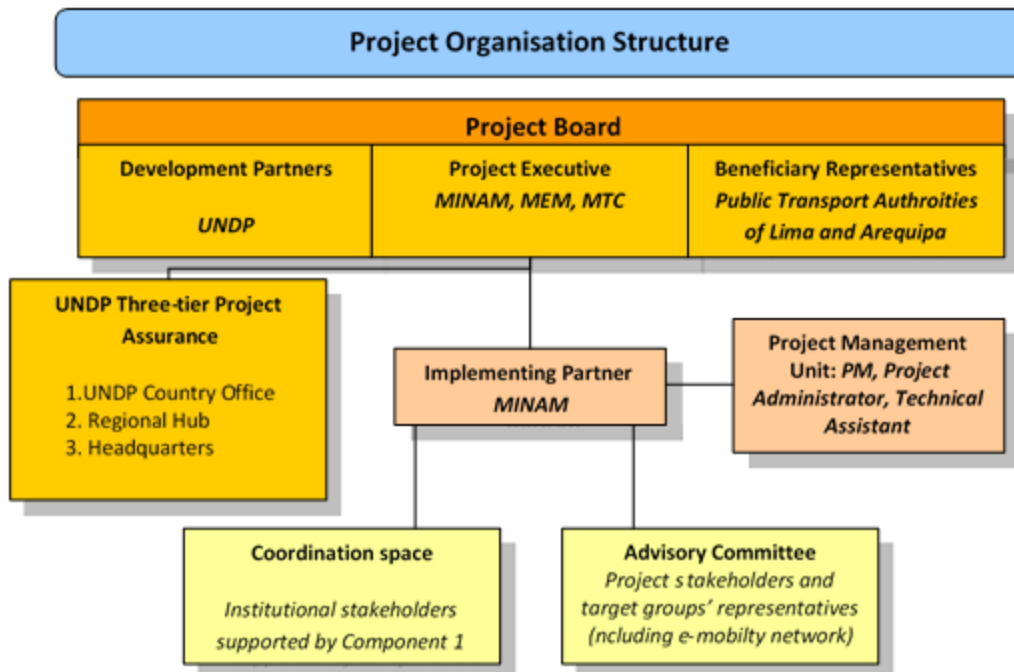 Project Organisation Structure
Project Board
Development Partners
UNDP
Project Executive
MINAM, MEM, MTC
Beneficiary Representatives
Public Transport Authroities
of Lima and Arequipa
UNDP Three-tier Project
Assurance
1.UNDP Country Office
2. Regional Hub
3. Headquarters
Implementing Partner
MINAM
Project Management
Unit: PM, Project
Administrator, Technical
Assistant
Coordination space
Institutional stakeholders
supported by Component 1
Advisory Committee
Project stakeholders and
target groups' representatives
(ncluding e-mobilty network)